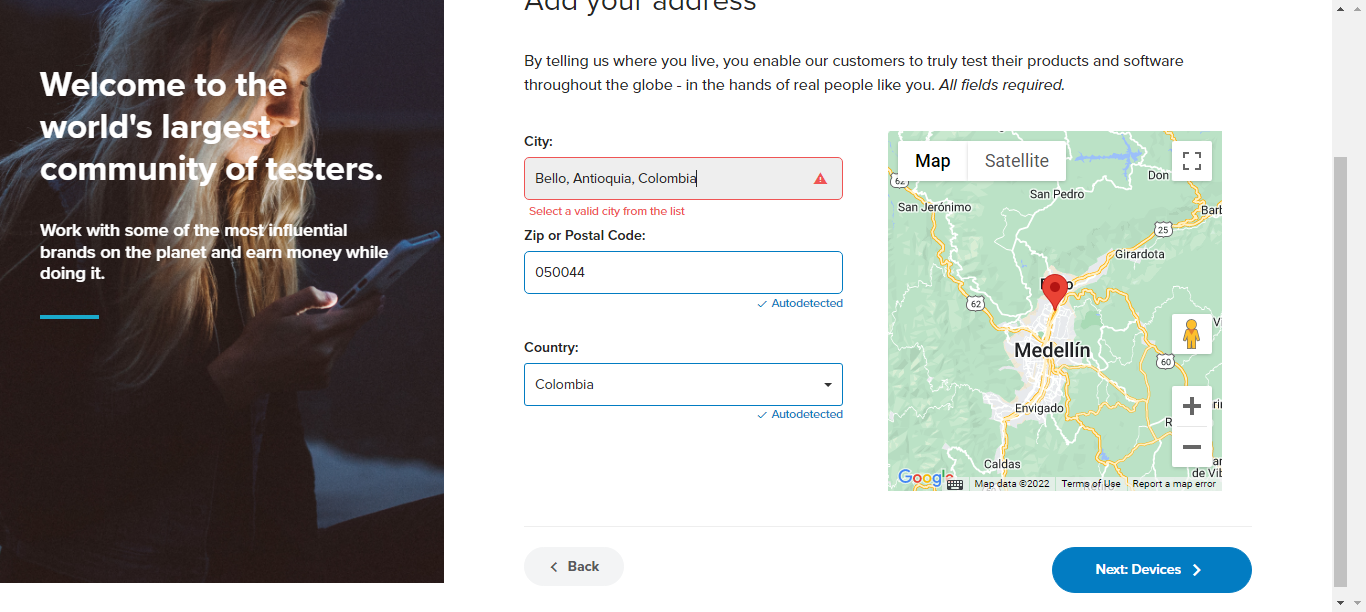 Add your address
Welcome to the
world's largest
community of testers.
Work with some of the most influential
brands on the planet and earn money while
doing it.
By telling us where you live, you enable our customers to truly test their products and software
throughout the globe - in the hands of real people like you. All fields required.
City:
Bello, Antioquia, Colombia
Select a valid city from the list
Zip or Postal Code:
050044
Autodetected
Country:
Colombia
Autodetected
Map
Satellite
62
Don
San Pedro
San Jerónimo
Barb
25
Girardota
62
Medellín
60
Envigado
Caldas
de Vib
Google
Map data ©2022
Terms of Use
Report a map error
Back
Next: Devices